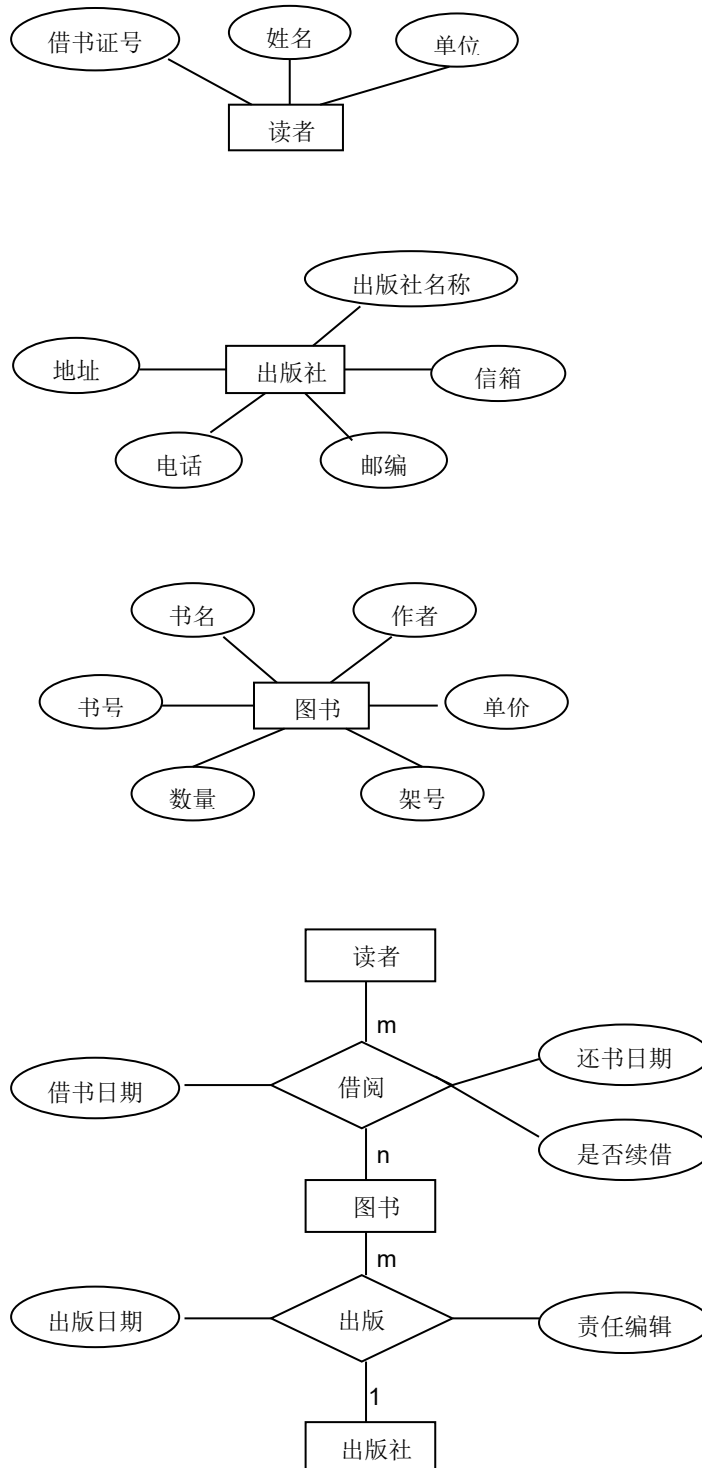 借书证号
姓名
单位
读者
出版社名称
地址
出版社
信箱
电话
邮编
书名
作者
书号
图书
单价
数量
架号
读者
m
还书日期
借书日期
借阅
是否续借
n
图书
m
出版日期
出版
责任编辑
1
出版社